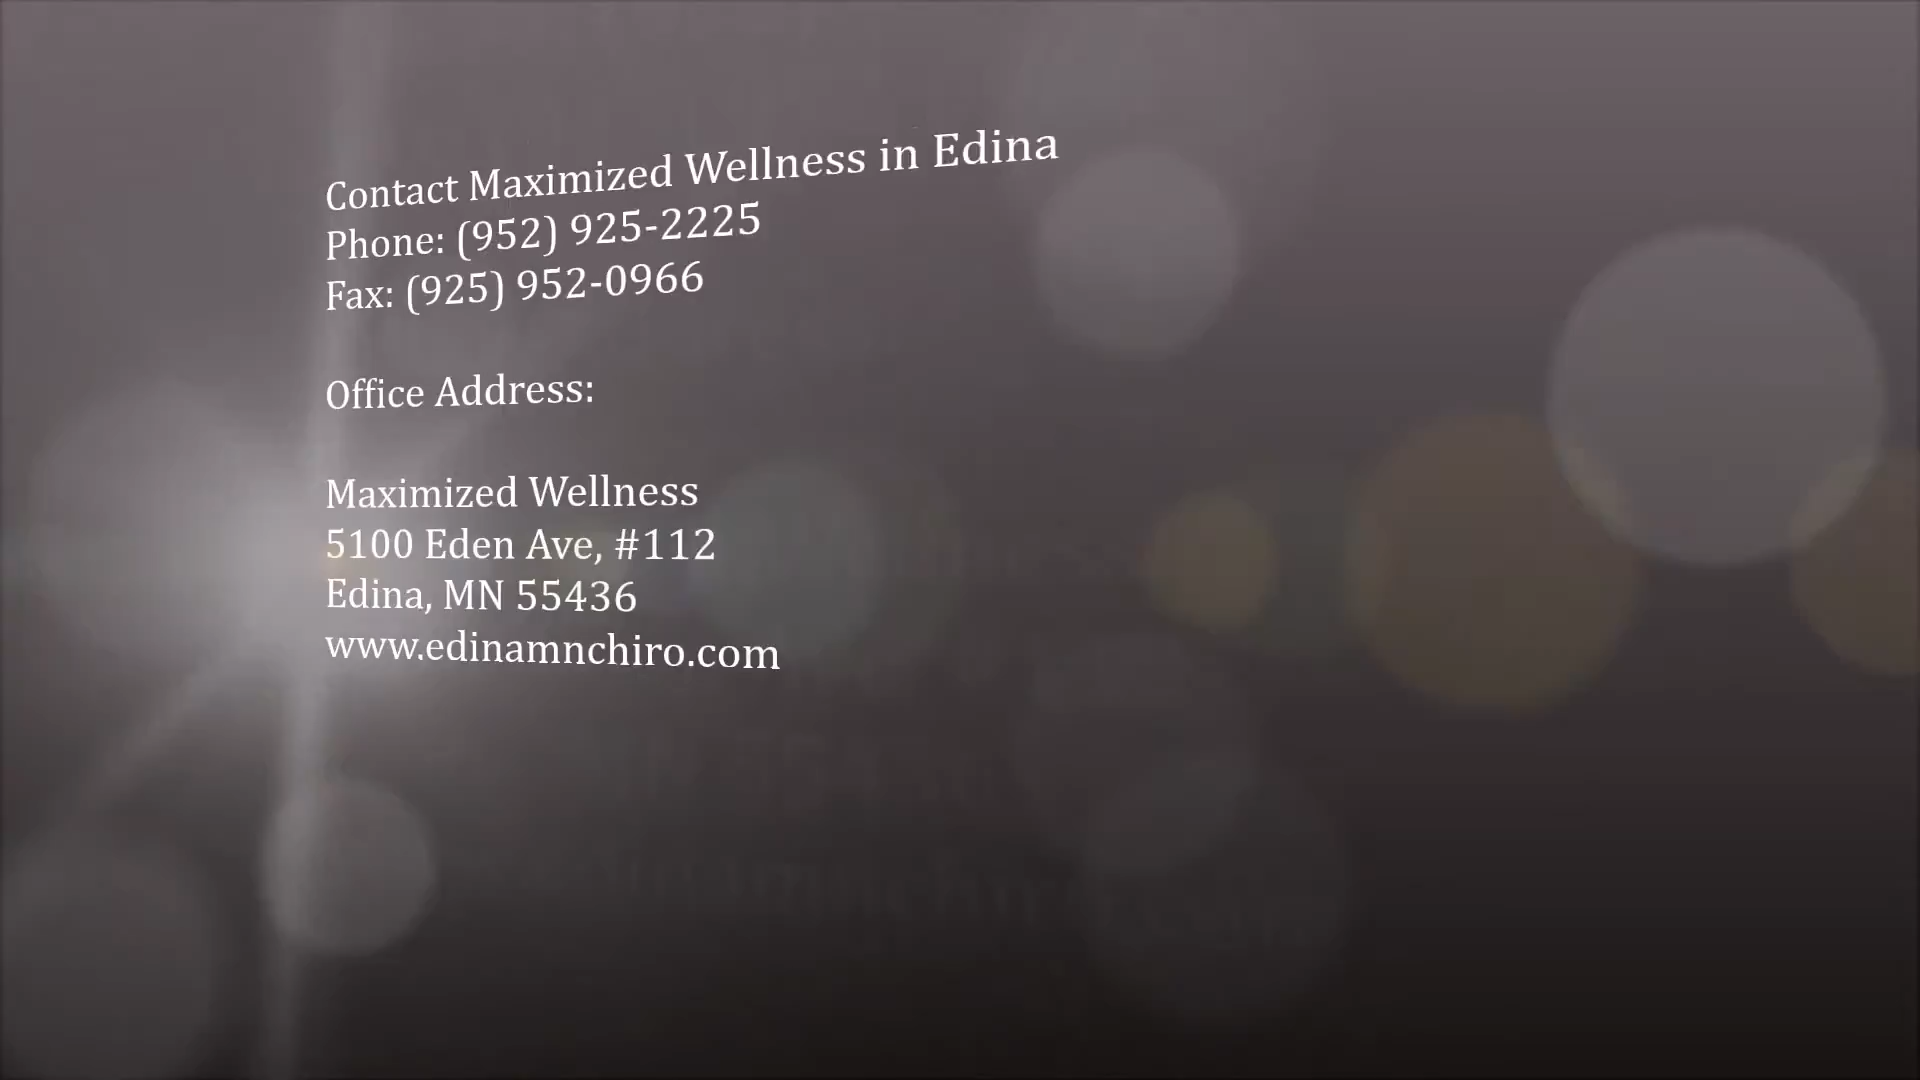 Contact Maximized Wellness in Edina
Phone: (952) 925-2225
Fax: (925) 952-0966
Office Address:
Maximized Wellness
5100 Eden Ave, #112
Edina, MN 55436
www.edinamnchiro.com